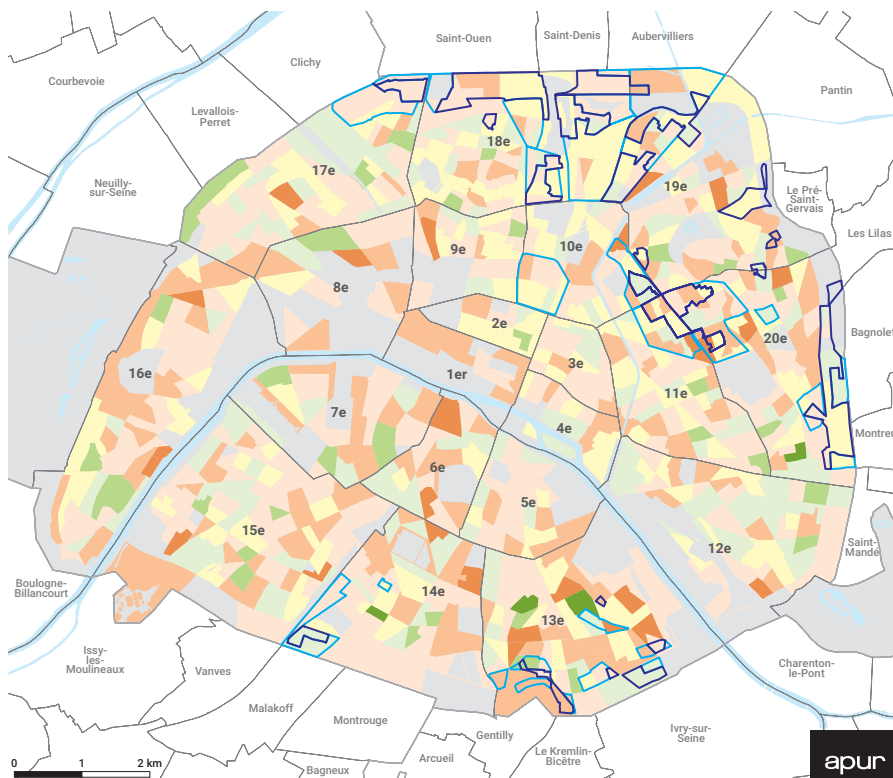 Saint-Ouen
Saint-Denis
Aubervilliers
Clichy
Courbevoie
Pantin
Levallois-
Perret
18e
17e
19e
Neuilly-
sur-Seine
Le Pré-
Saint-
Gervais
Les Lilas
9e
10e
8e
2e
Bagnolet
20e
3e
16e
1er
11e
7e
4e
Montreu
6e
5e
15e
12e
Saint-
Mandé
14e
Boulogne-
Billancourt
13e
Issy-
les-
Moulineaux
Vanves
Charenton-
le-Pont
Malakoff
Montrouge
Ivry-sur-
Seine
Gentilly
Arcueil
Le Kremlin-
Bicêtre
Bagneux
0 1 2 km
apur